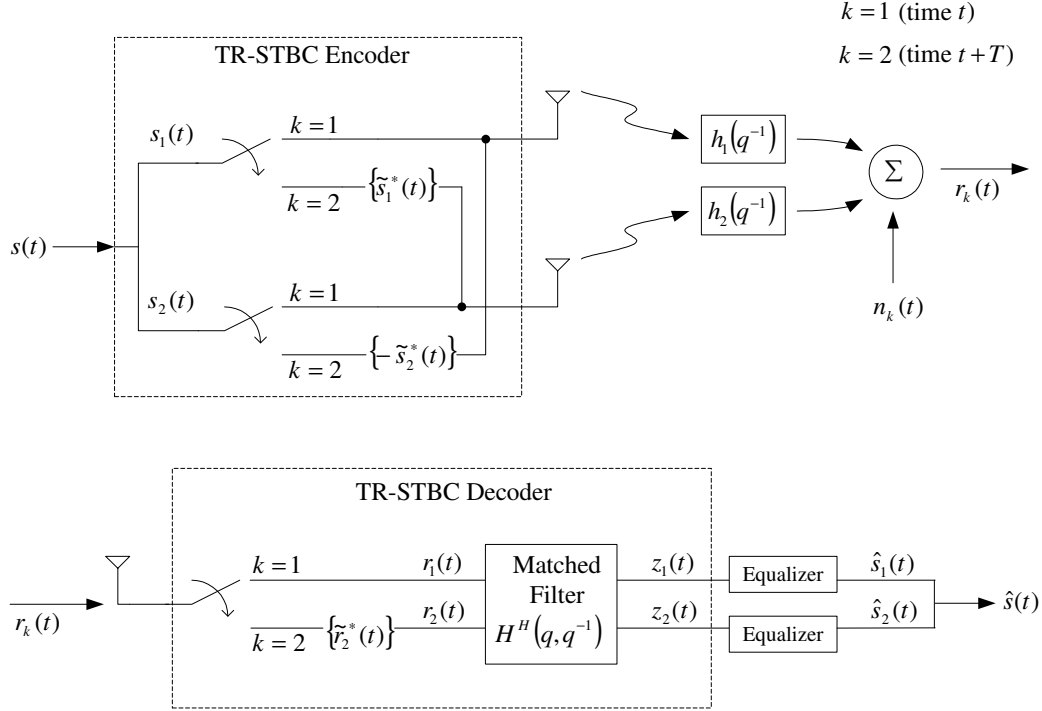 k = 1 (time t)
k = 2 (time t + T)
TR-STBC Encoder
s₁(t)
k = 1
k = 2
{s̃₁*(t)}
s(t)
s₂(t)
k = 1
k = 2
{− s̃₂*(t)}
h₁(q⁻¹)
h₂(q⁻¹)
Σ
rₖ(t)
nₖ(t)
TR-STBC Decoder
rₖ(t)
k = 1
k = 2
{r̃₂*(t)}
r₁(t)
r₂(t)
Matched
Filter
Hᴴ(q, q⁻¹)
z₁(t)
z₂(t)
Equalizer
Equalizer
ŝ₁(t)
ŝ₂(t)
ŝ(t)